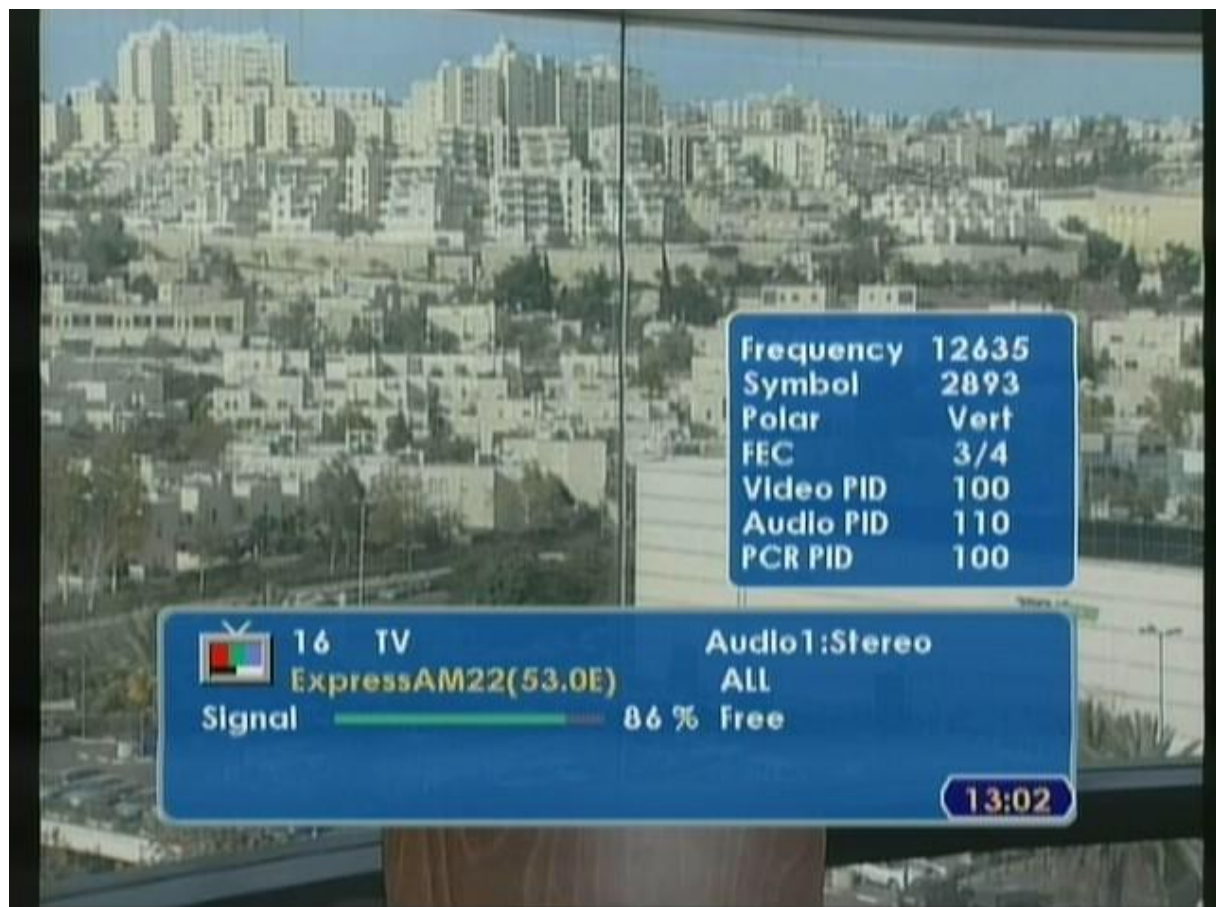 Frequency 12635
Symbol 2893
Polar Vert
FEC 3/4
Video PID 100
Audio PID 110
PCR PID 100
16 TV Audio1:Stereo
ExpressAM22(53.0E) ALL
Signal 86 % Free
13:02